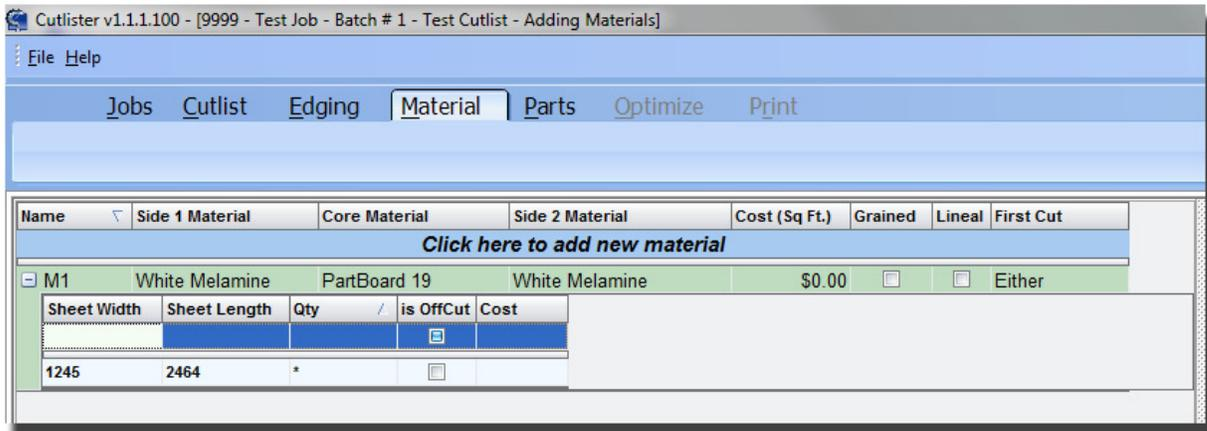 Cutlister v1.1.1.100 - [9999 - Test Job - Batch # 1 - Test Cutlist - Adding Materials]
File Help
Jobs Cutlist Edging Material Parts Optimize Print
Name Side 1 Material Core Material Side 2 Material Cost (Sq Ft.) Grained Lineal First Cut
Click here to add new material
M1 White Melamine PartBoard 19 White Melamine $0.00 Either
Sheet Width Sheet Length Qty is OffCut Cost
1245 2464 *